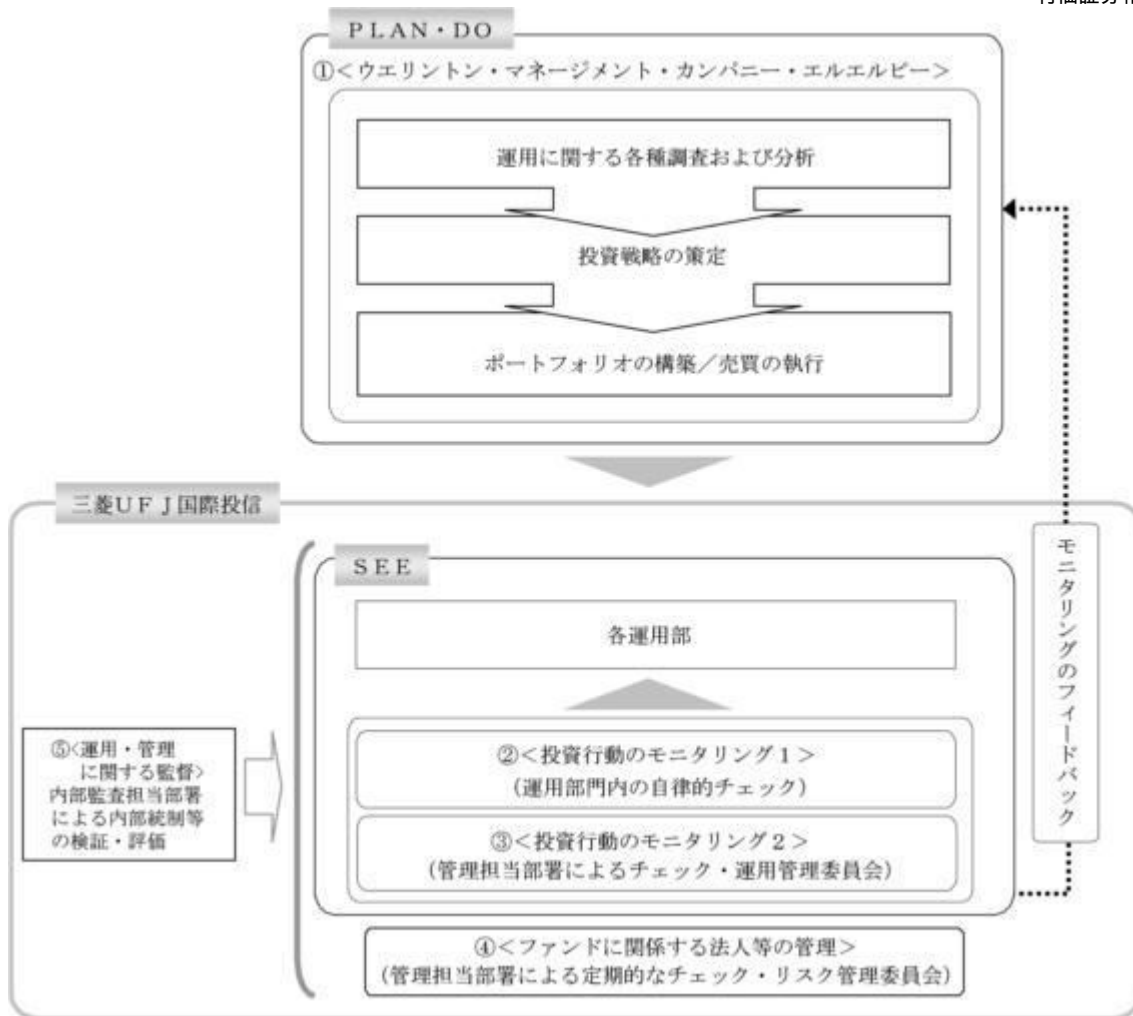 PLAN・DO
①<ウエリントン・マネージメント・カンパニー・エルエルピー>
運用に関する各種調査および分析
投資戦略の策定
ポートフォリオの構築／売買の執行
三菱UFJ国際投信
SEE
各運用部
②<投資行動のモニタリング1>
(運用部門内の自律的チェック)
③<投資行動のモニタリング2>
(管理担当部署によるチェック・運用管理委員会)
④<ファンドに関係する法人等の管理>
(管理担当部署による定期的なチェック・リスク管理委員会)
⑤<運用・管理
に関する監督>
内部監査担当部署
による内部統制等
の検証・評価
モニタリングのフィードバック